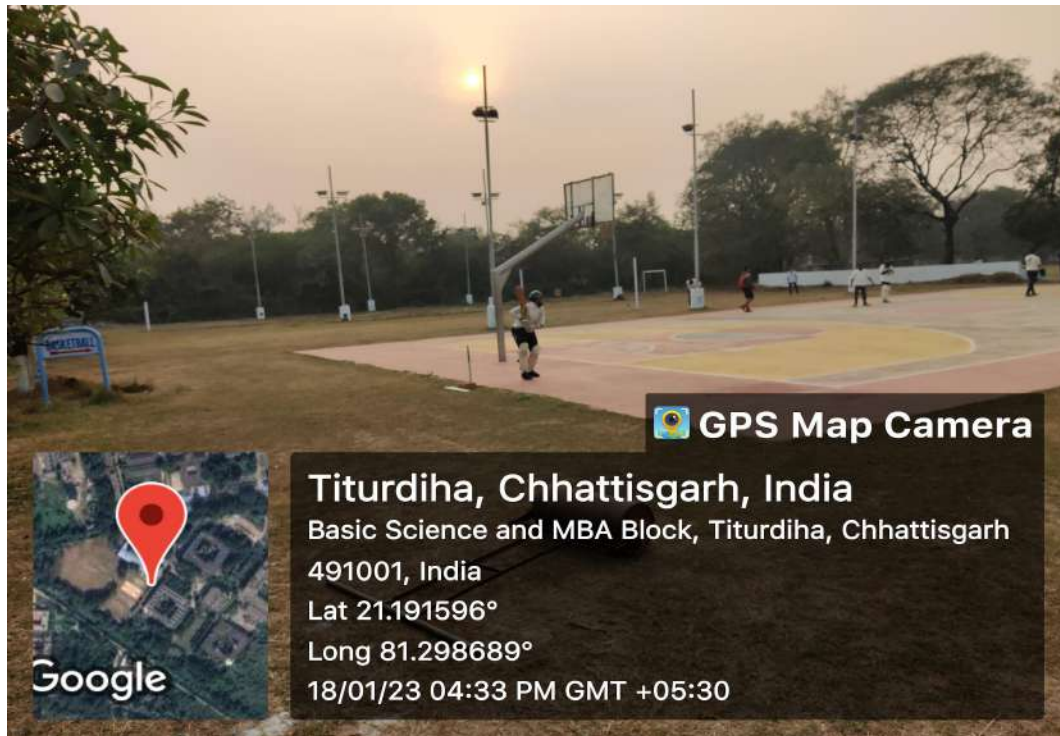 BASKETBALL
GPS Map Camera
Titurdiha, Chhattisgarh, India
Basic Science and MBA Block, Titurdiha, Chhattisgarh
491001, India
Lat 21.191596°
Long 81.298689°
18/01/23 04:33 PM GMT +05:30
Google